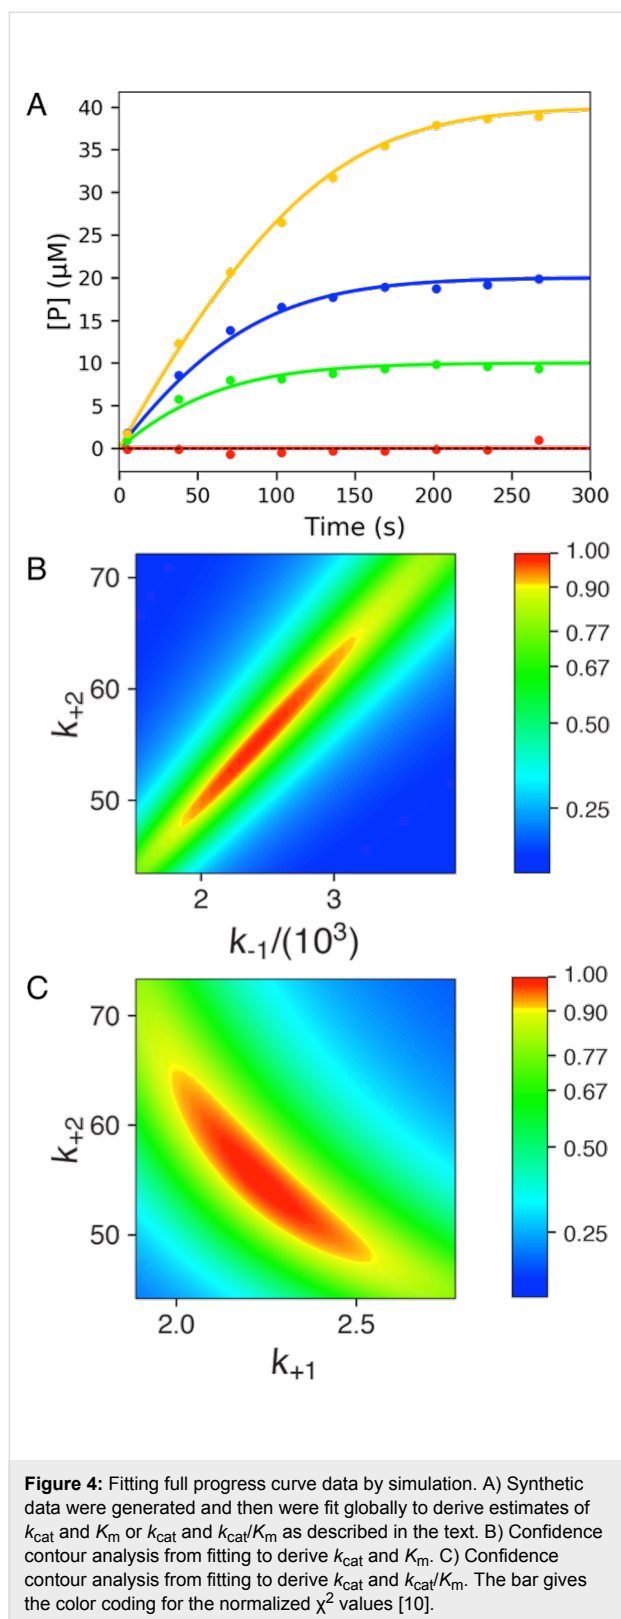 A
40
35
30
25
20
15
10
5
0
[P] (μM)
0 50 100 150 200 250 300
Time (s)
B
70
60
50
k+2
2 3
k-1/(10³)
1.00
0.90
0.77
0.67
0.50
0.25
C
70
60
50
k+2
2.0 2.5
k+1
1.00
0.90
0.77
0.67
0.50
0.25
Figure 4: Fitting full progress curve data by simulation. A) Synthetic
data were generated and then were fit globally to derive estimates of
kcat and Km or kcat and kcat/Km as described in the text. B) Confidence
contour analysis from fitting to derive kcat and Km. C) Confidence
contour analysis from fitting to derive kcat and kcat/Km. The bar gives
the color coding for the normalized χ² values [10].